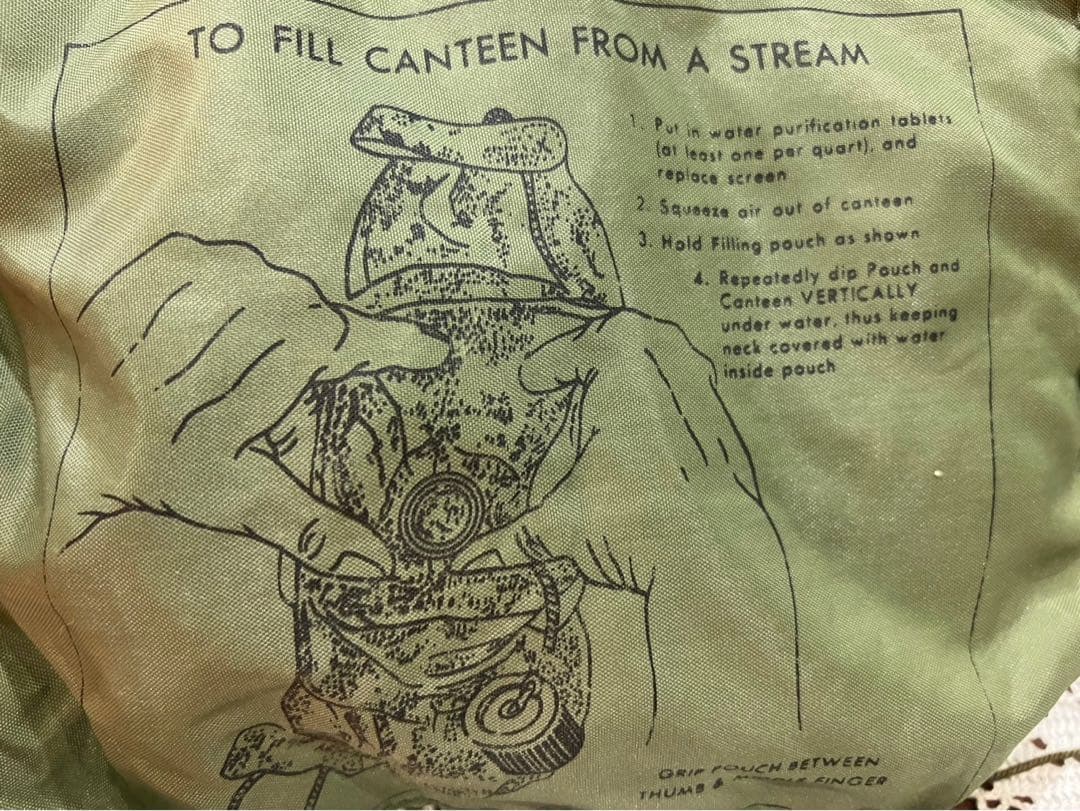 TO FILL CANTEEN FROM A STREAM
1. Put in water purification tablets
(at least one per quart), and
replace screen
2. Squeeze air out of canteen
3. Hold Filling pouch as shown
4. Repeatedly dip Pouch and
Canteen VERTICALLY
under water, thus keeping
neck covered with water
inside pouch
GRIP POUCH BETWEEN
THUMB & MIDDLE FINGER